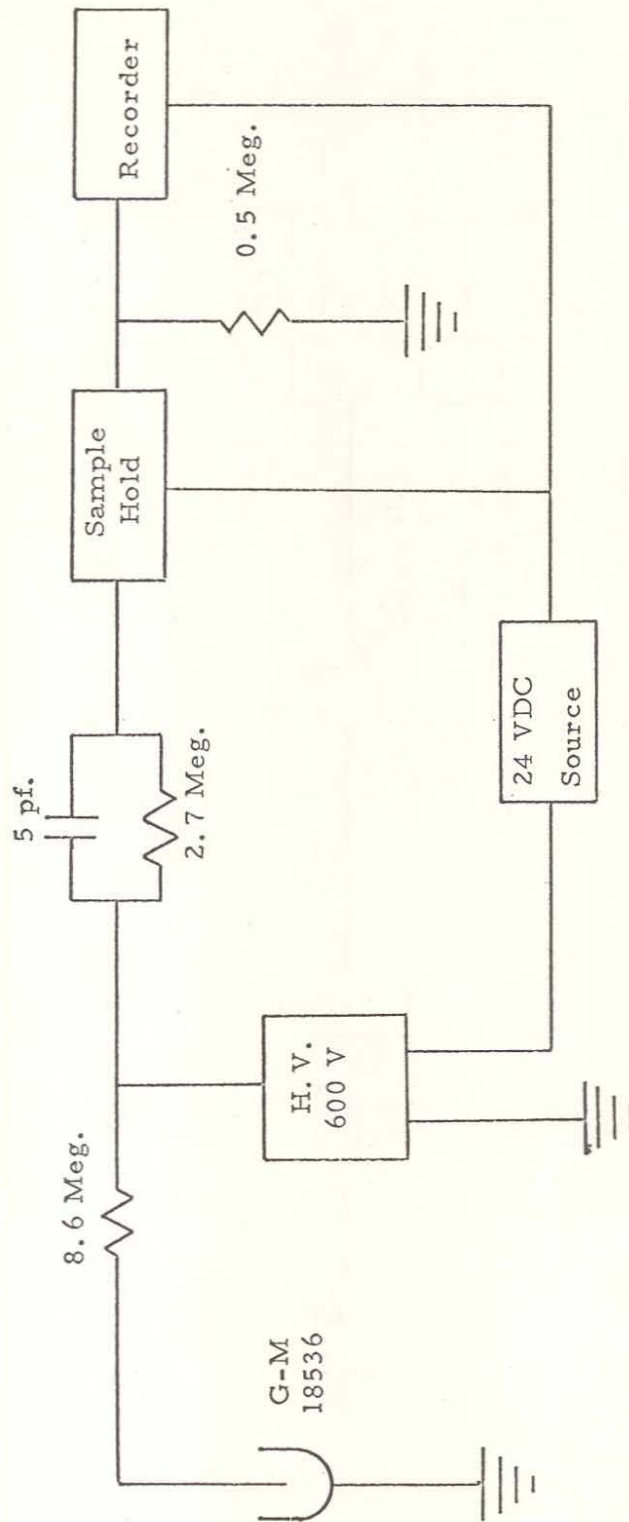 G-M
18536
8.6 Meg.
H. V.
600 V
5 pf.
2.7 Meg.
24 VDC
Source
Sample
Hold
0.5 Meg.
Recorder